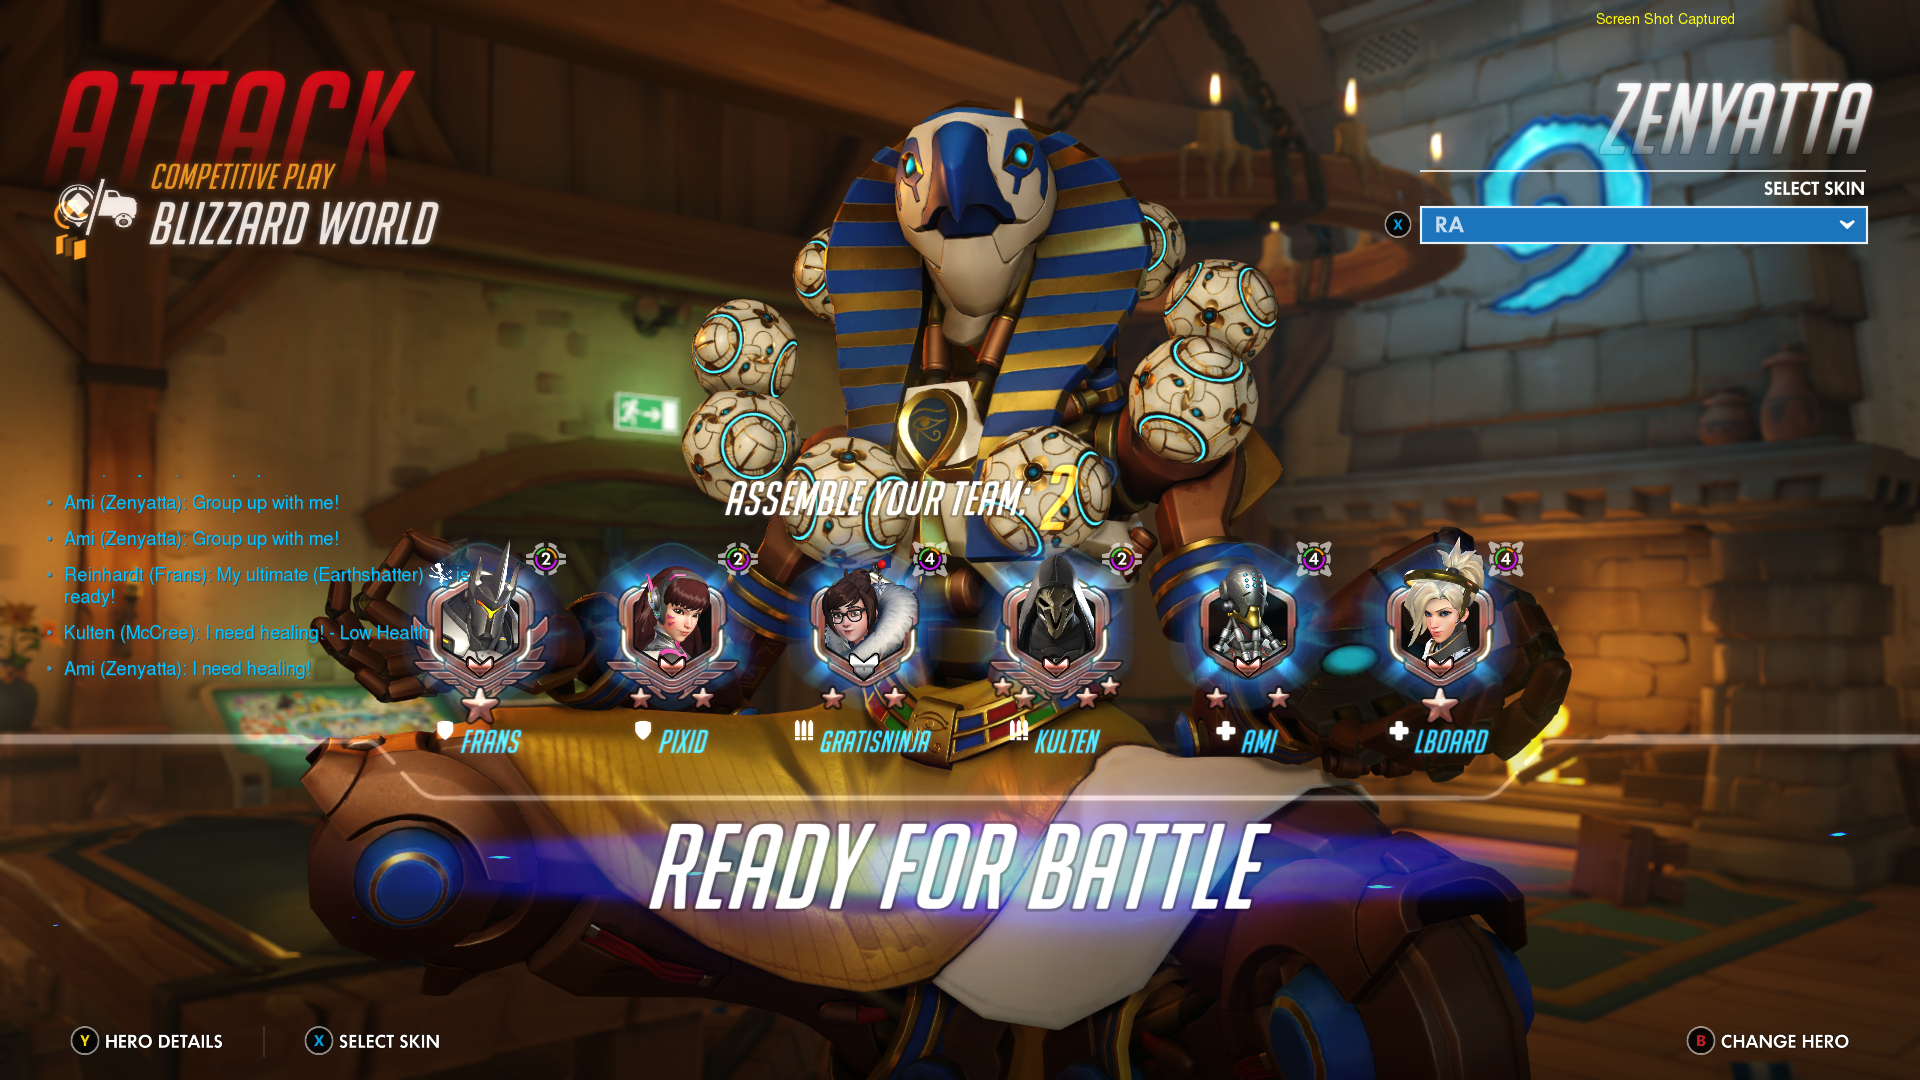 Screen Shot Captured
ATTACK
COMPETITIVE PLAY
BLIZZARD WORLD
ZENYATTA
SELECT SKIN
X RA
ASSEMBLE YOUR TEAM: 2
Ami (Zenyatta): Group up with me!
Ami (Zenyatta): Group up with me!
Reinhardt (Frans): My ultimate (Earthshatter) is
ready!
Kulten (McCree): I need healing! - Low Health
Ami (Zenyatta): I need healing!
2 2 4 2 4 4
FRANS PIXID GRATISNINJA KULTEN AMI LBOARD
READY FOR BATTLE
Y HERO DETAILS X SELECT SKIN B CHANGE HERO